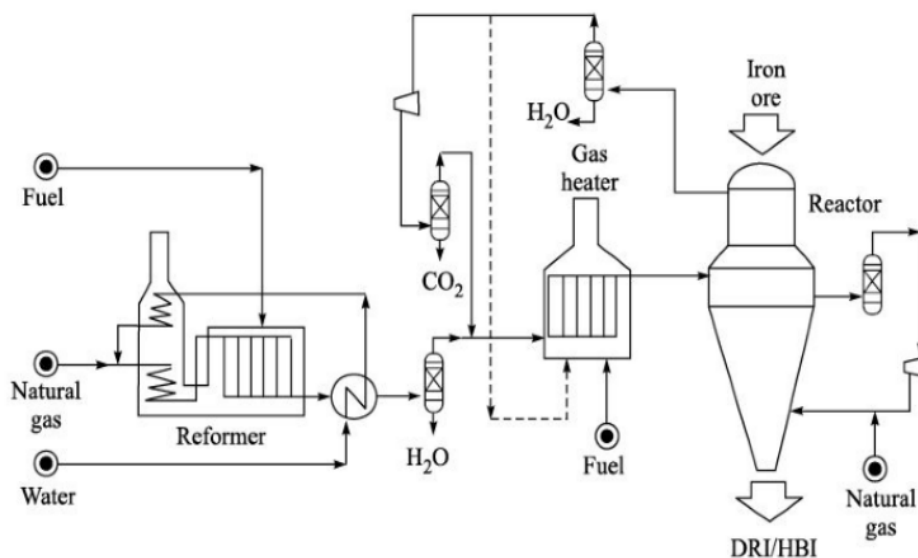 Iron
ore
H₂O
Gas
heater
Fuel
Reactor
CO₂
Natural
gas
Reformer
H₂O
Fuel
Water
Natural
gas
DRI/HBI